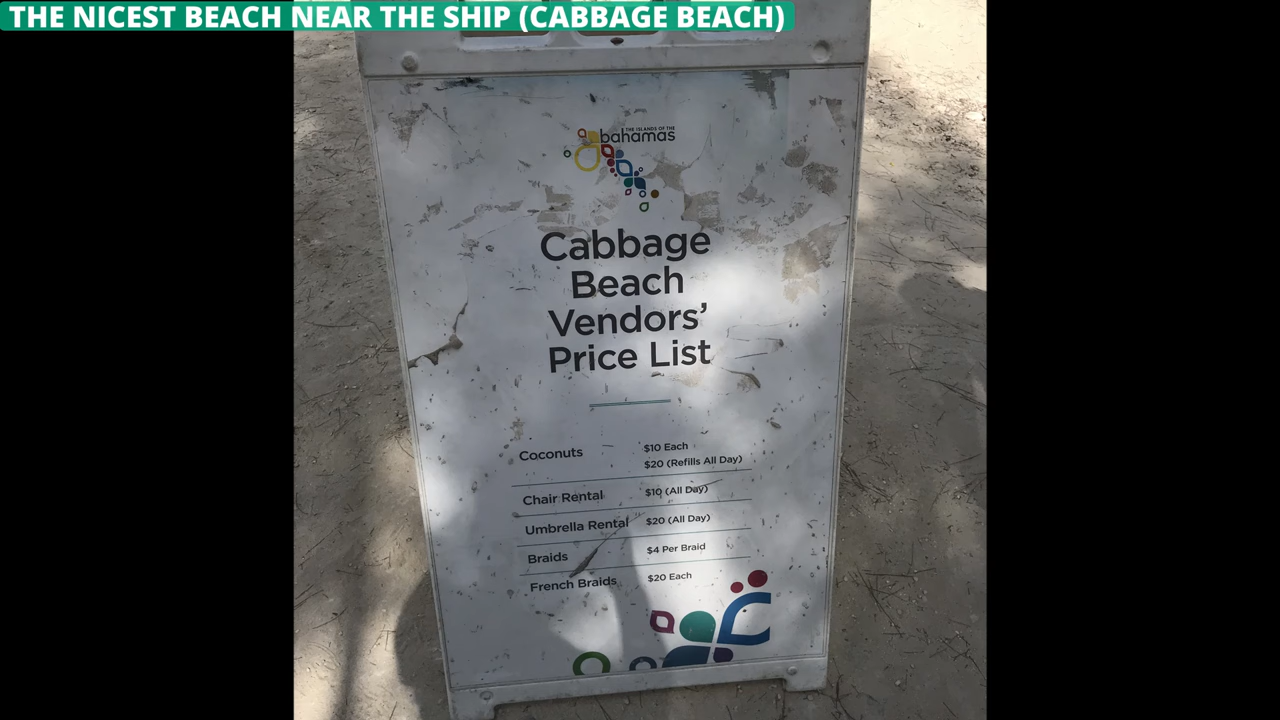 THE NICEST BEACH NEAR THE SHIP (CABBAGE BEACH)
THE ISLANDS OF THE
bahamas
Cabbage
Beach
Vendors’
Price List
Coconuts $10 Each
$20 (Refills All Day)
Chair Rental $10 (All Day)
Umbrella Rental $20 (All Day)
Braids $4 Per Braid
French Braids $20 Each